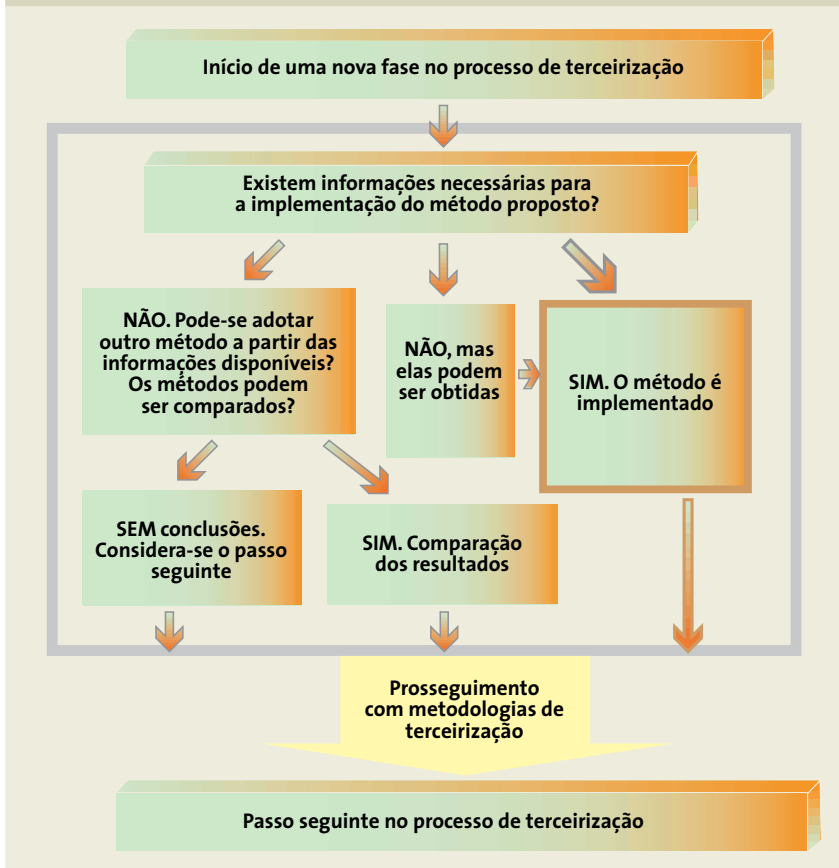 Início de uma nova fase no processo de terceirização
Existem informações necessárias para
a implementação do método proposto?
NÃO. Pode-se adotar
outro método a partir das
informações disponíveis?
Os métodos podem
ser comparados?
NÃO, mas
elas podem
ser obtidas
SIM. O método é
implementado
SEM conclusões.
Considera-se o passo
seguinte
SIM. Comparação
dos resultados
Prosseguimento
com metodologias de
terceirização
Passo seguinte no processo de terceirização